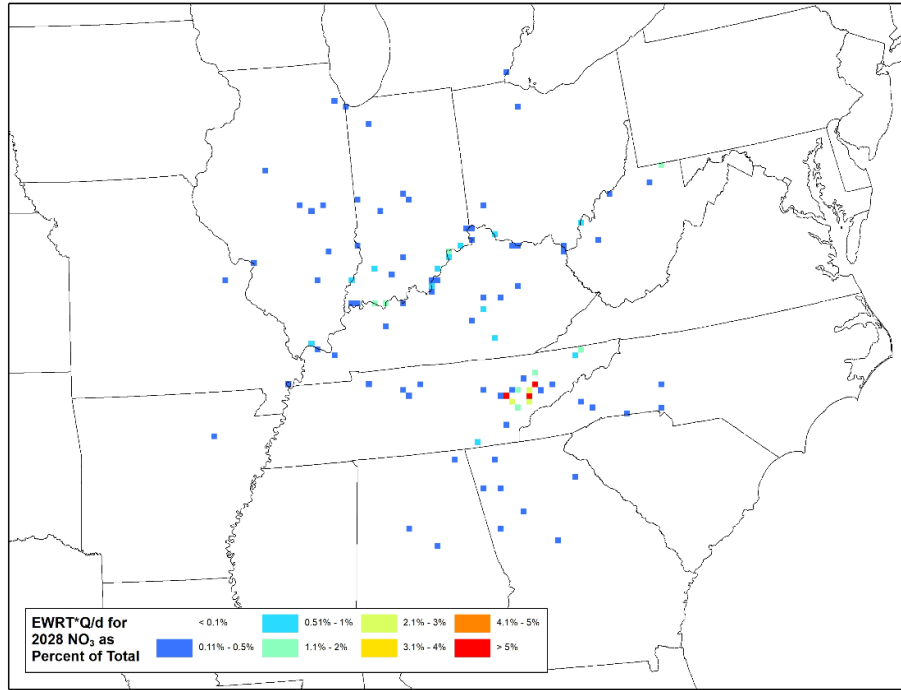 EWRT*Q/d for
2028 NO₃ as
Percent of Total
< 0.1%
0.11% - 0.5%
0.51% - 1%
1.1% - 2%
2.1% - 3%
3.1% - 4%
4.1% - 5%
> 5%